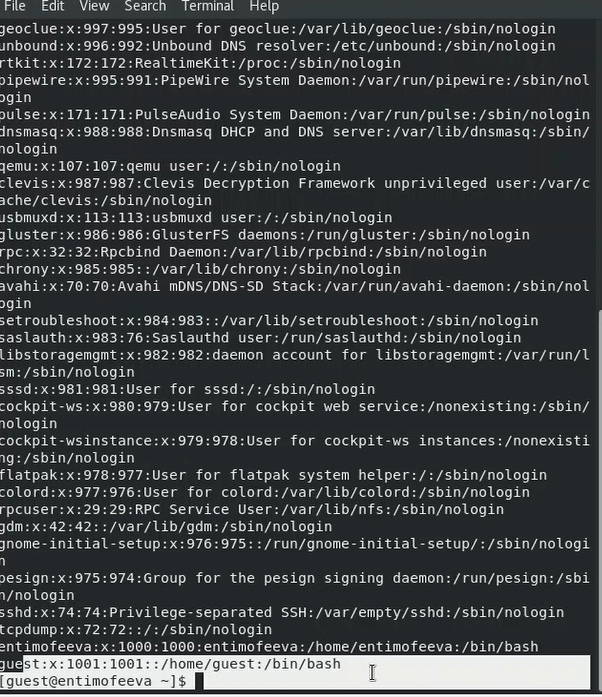 File Edit View Search Terminal Help
geoclue:x:997:995:User for geoclue:/var/lib/geoclue:/sbin/nologin
unbound:x:996:992:Unbound DNS resolver:/etc/unbound:/sbin/nologin
rtkit:x:172:172:RealtimeKit:/proc:/sbin/nologin
pipewire:x:995:991:PipeWire System Daemon:/var/run/pipewire:/sbin/nol
ogin
pulse:x:171:171:PulseAudio System Daemon:/var/run/pulse:/sbin/nologin
dnsmasq:x:988:988:Dnsmasq DHCP and DNS server:/var/lib/dnsmasq:/sbin/
nologin
qemu:x:107:107:qemu user:/:/sbin/nologin
clevis:x:987:987:Clevis Decryption Framework unprivileged user:/var/c
ache/clevis:/sbin/nologin
usbmuxd:x:113:113:usbmuxd user:/:/sbin/nologin
gluster:x:986:986:GlusterFS daemons:/run/gluster:/sbin/nologin
rpc:x:32:32:Rpcbind Daemon:/var/lib/rpcbind:/sbin/nologin
chrony:x:985:985::/var/lib/chrony:/sbin/nologin
avahi:x:70:70:Avahi mDNS/DNS-SD Stack:/var/run/avahi-daemon:/sbin/nol
ogin
setroubleshoot:x:984:983::/var/lib/setroubleshoot:/sbin/nologin
saslauth:x:983:76:Saslauthd user:/run/saslauthd:/sbin/nologin
libstoragemgmt:x:982:982:daemon account for libstoragemgmt:/var/run/l
sm:/sbin/nologin
sssd:x:981:981:User for sssd:/:/sbin/nologin
cockpit-ws:x:980:979:User for cockpit web service:/nonexisting:/sbin/
nologin
cockpit-wsinstance:x:979:978:User for cockpit-ws instances:/nonexisti
ng:/sbin/nologin
flatpak:x:978:977:User for flatpak system helper:/:/sbin/nologin
colord:x:977:976:User for colord:/var/lib/colord:/sbin/nologin
rpcuser:x:29:29:RPC Service User:/var/lib/nfs:/sbin/nologin
gdm:x:42:42::/var/lib/gdm:/sbin/nologin
gnome-initial-setup:x:976:975::/run/gnome-initial-setup/:/sbin/nologi
n
pesign:x:975:974:Group for the pesign signing daemon:/run/pesign:/sbi
n/nologin
sshd:x:74:74:Privilege-separated SSH:/var/empty/sshd:/sbin/nologin
tcpdump:x:72:72::/:/sbin/nologin
entimofeeva:x:1000:1000:entimofeeva:/home/entimofeeva:/bin/bash
guest:x:1001:1001::/home/guest:/bin/bash
[guest@entimofeeva ~]$